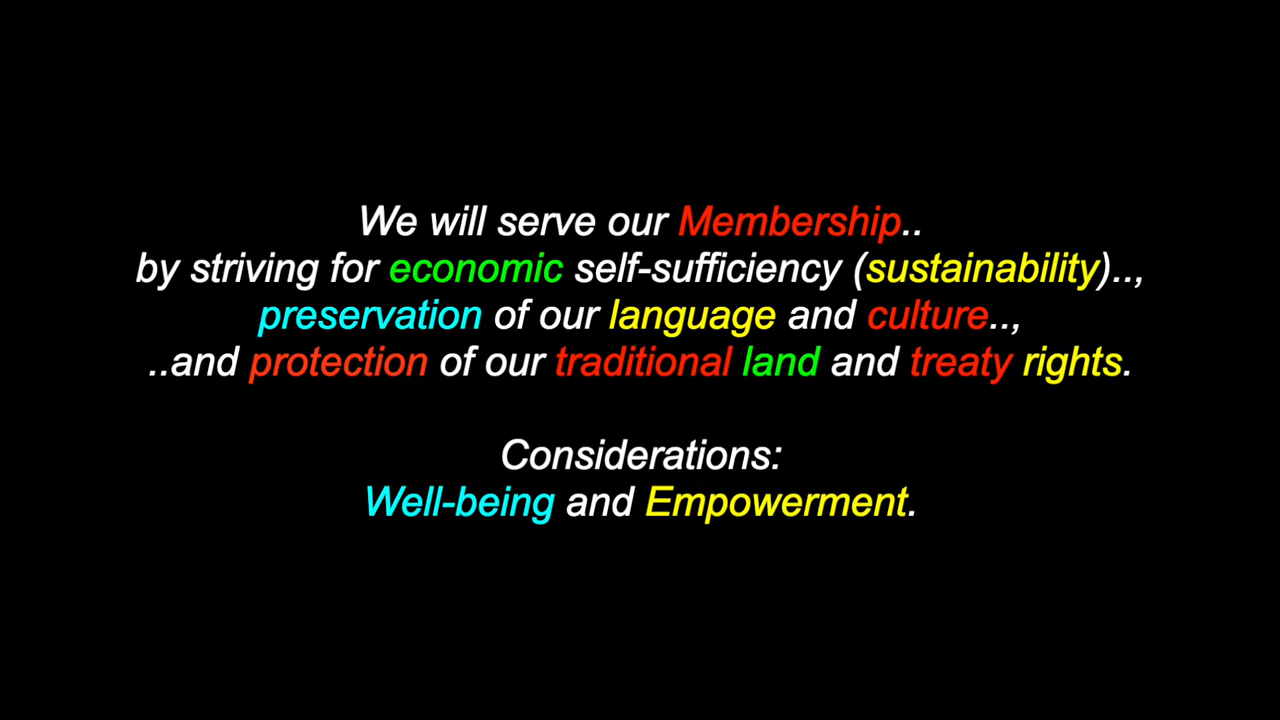 We will serve our Membership..
by striving for economic self-sufficiency (sustainability)..,
preservation of our language and culture..,
..and protection of our traditional land and treaty rights.
Considerations:
Well-being and Empowerment.